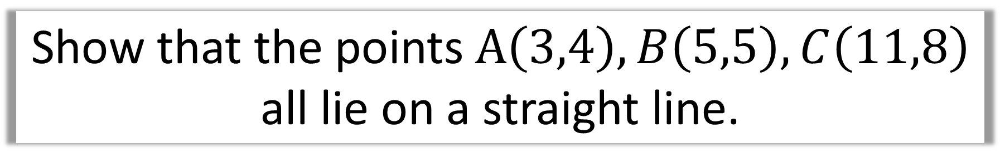 Show that the points A(3,4), B(5,5), C(11,8)
all lie on a straight line.